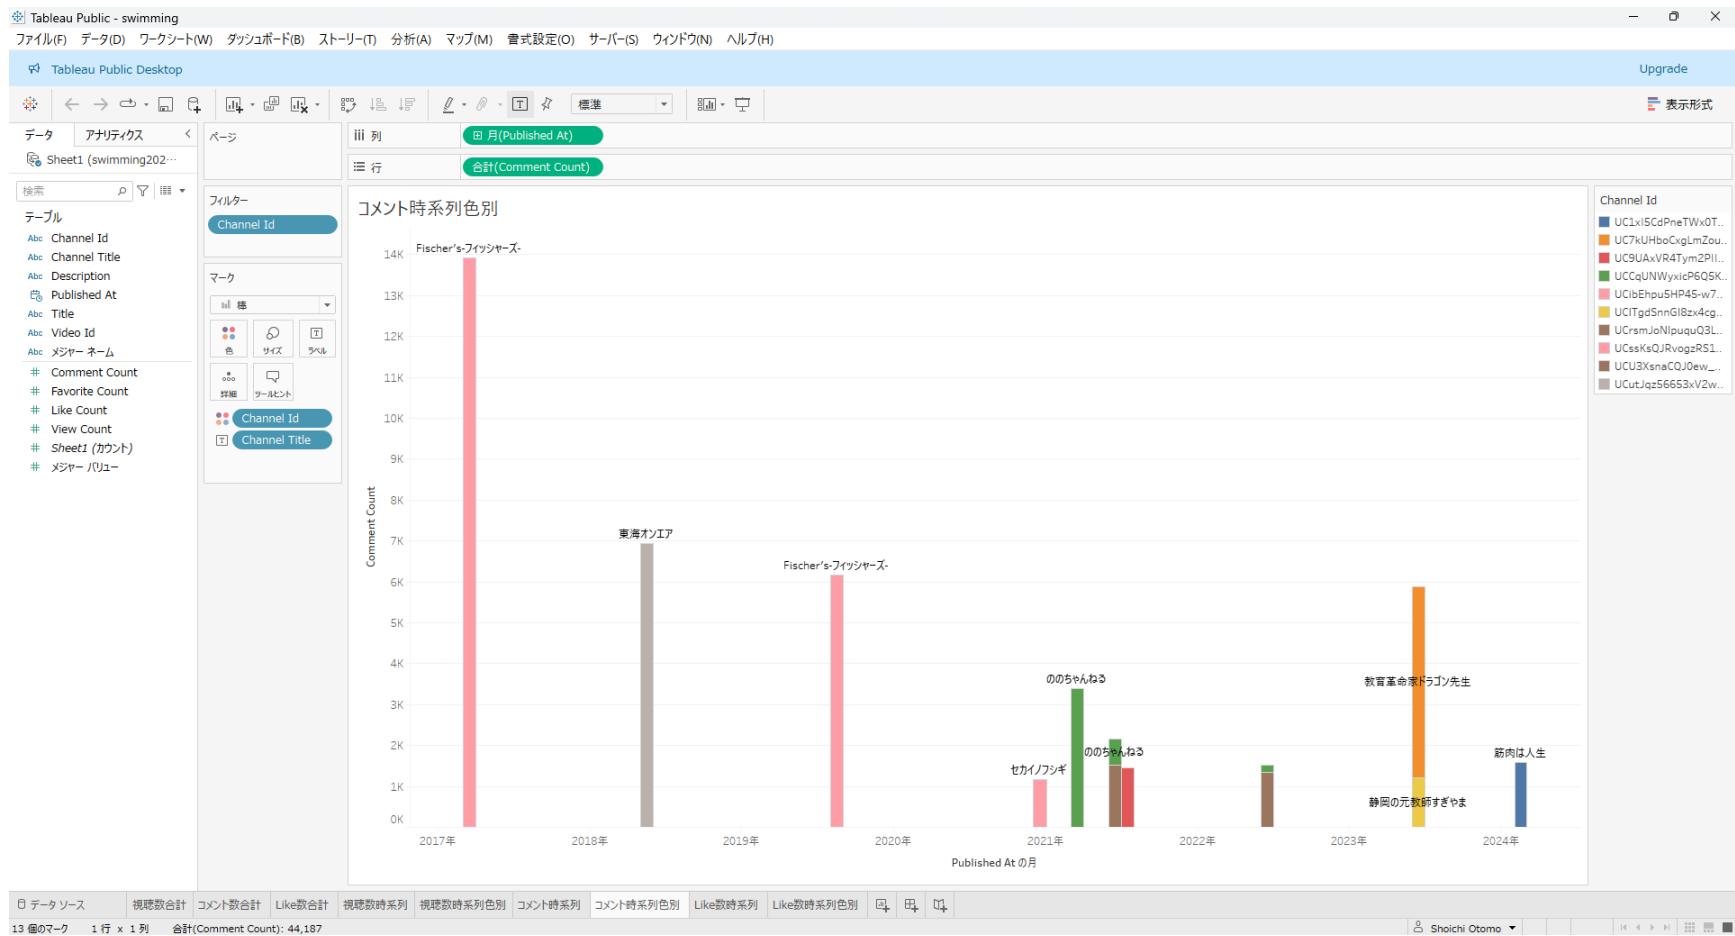 Tableau Public - swimming
ファイル(F) データ(D) ワークシート(W) ダッシュボード(B) ストーリー(T) 分析(A) マップ(M) 書式設定(O) サーバー(S) ウィンドウ(N) ヘルプ(H)
Tableau Public Desktop Upgrade
標準 表示形式
データ アナリティクス
Sheet1 (swimming202…
検索
テーブル
Abc Channel Id
Abc Channel Title
Abc Description
Published At
Abc Title
Abc Video Id
Abc メジャー ネーム
# Comment Count
# Favorite Count
# Like Count
# View Count
# Sheet1 (カウント)
# メジャー バリュー
ページ
フィルター
Channel Id
マーク
棒
色 サイズ ラベル
詳細 ツールヒント
Channel Id
Channel Title
iii 列 月(Published At)
行 合計(Comment Count)
コメント時系列色別
Fischer's-フィッシャーズ-
東海オンエア
Fischer's-フィッシャーズ-
ののちゃんねる
教育革命家ドラゴン先生
ののちゃんねる
筋肉は人生
セカイノフシギ
静岡の元教師すぎやま
14K
13K
12K
11K
10K
9K
8K
7K
6K
5K
4K
3K
2K
1K
0K
Comment Count
2017年 2018年 2019年 2020年 2021年 2022年 2023年 2024年
Published At の月
Channel Id
UC1xI5CdPneTWx0T..
UC7kUHboCxgLmZou..
UC9UAxVR4Tym2PII..
UCCqUNWyxicP6Q5K..
UCibEhpu5HP45-w7..
UCITgdSnnGI8zx4cg..
UCrsmJoNIpuquQ3L..
UCssKsQJRvogzRS1..
UCU3XsnaCQJ0ew_..
UCutJqz56653xV2w..
データ ソース 視聴数合計 コメント数合計 Like数合計 視聴数時系列 視聴数時系列色別 コメント時系列 コメント時系列色別 Like数時系列 Like数時系列色別
13 個のマーク 1 行 x 1 列 合計(Comment Count): 44,187 Shoichi Otomo